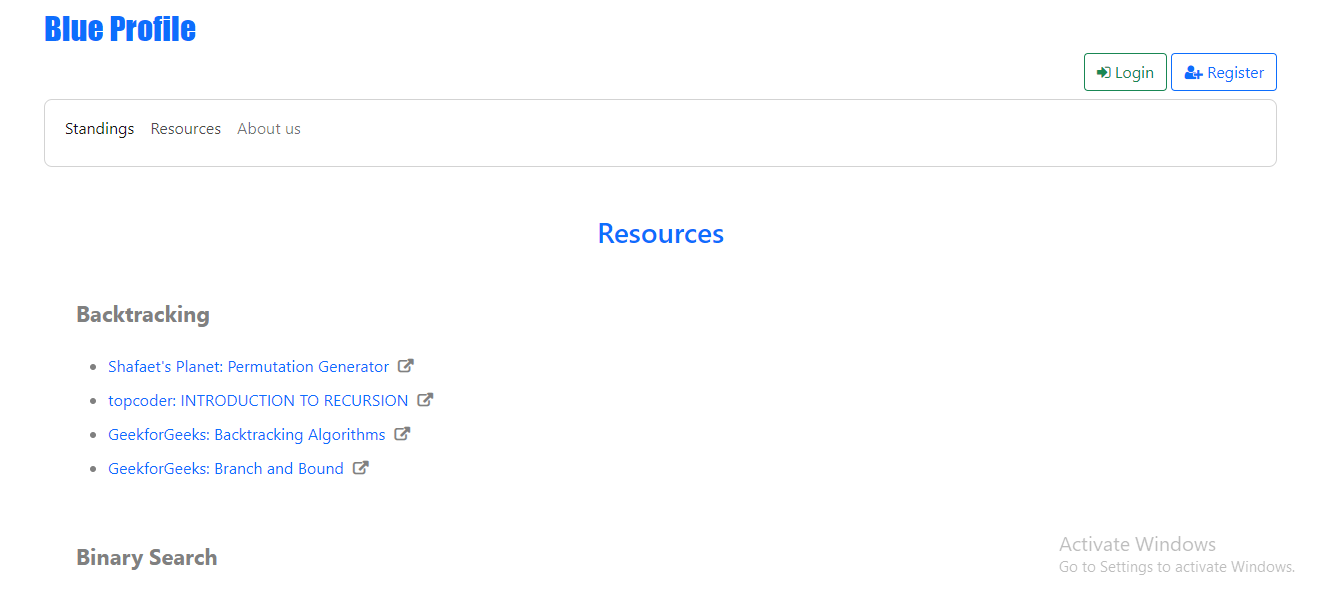 Blue Profile
Login Register
Standings Resources About us
Resources
Backtracking
Shafaet's Planet: Permutation Generator
topcoder: INTRODUCTION TO RECURSION
GeekforGeeks: Backtracking Algorithms
GeekforGeeks: Branch and Bound
Binary Search
Activate Windows
Go to Settings to activate Windows.